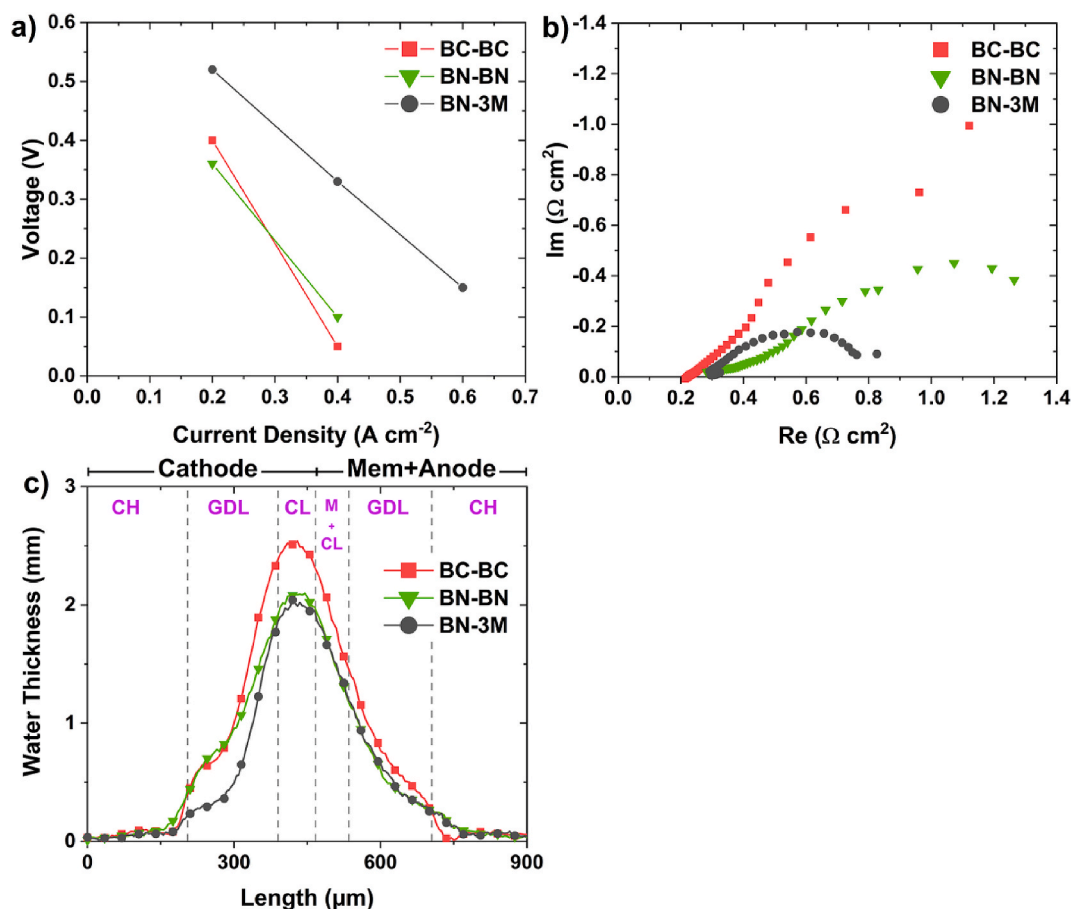 a)
0.6
0.5
0.4
0.3
0.2
0.1
0.0
Voltage (V)
BC-BC
BN-BN
BN-3M
0.0 0.1 0.2 0.3 0.4 0.5 0.6 0.7
Current Density (A cm⁻²)
b)
-1.4
-1.2
-1.0
-0.8
-0.6
-0.4
-0.2
0.0
Im (Ω cm²)
BC-BC
BN-BN
BN-3M
0.0 0.2 0.4 0.6 0.8 1.0 1.2 1.4
Re (Ω cm²)
Cathode Mem+Anode
c)
3
2
1
0
Water Thickness (mm)
CH GDL CL M + CL GDL CH
BC-BC
BN-BN
BN-3M
0 300 600 900
Length (µm)